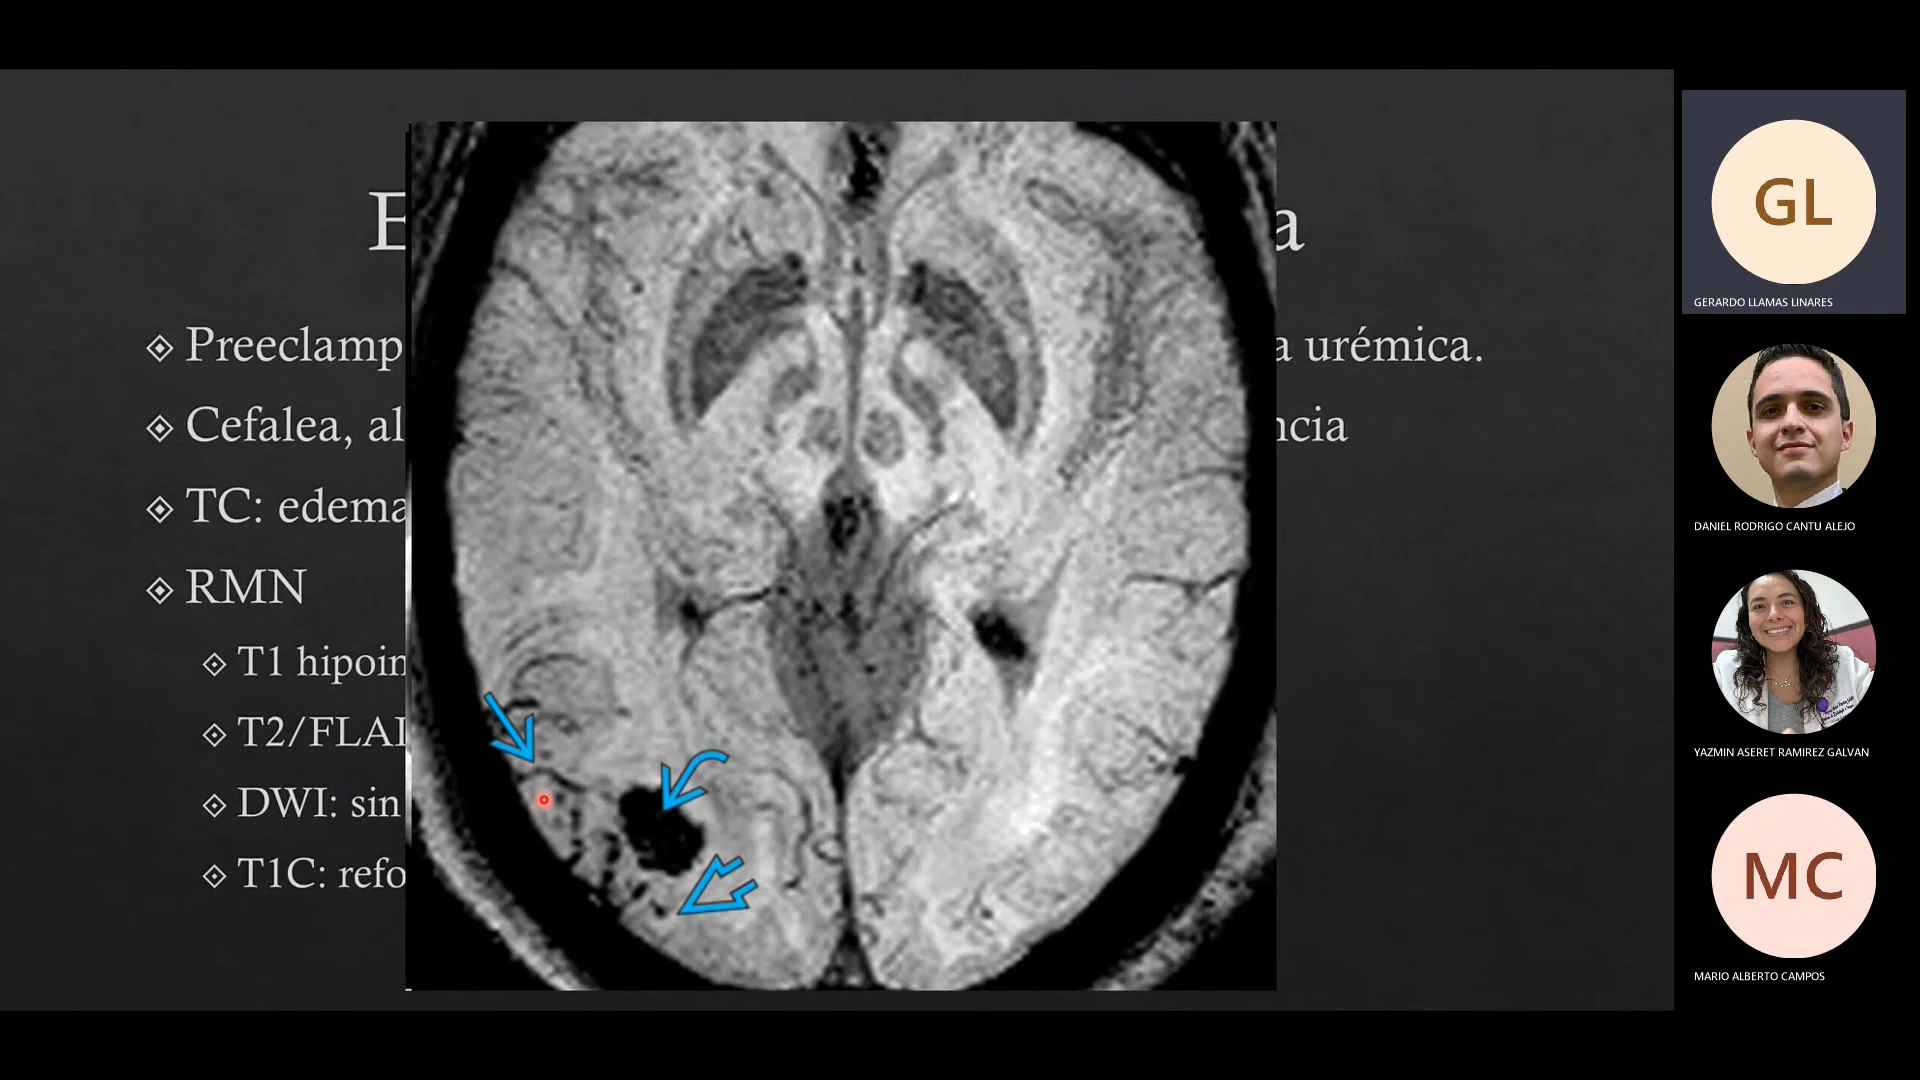 E
a
Preeclamp
a urémica.
Cefalea, al
ncia
TC: edema
RMN
T1 hipoin
T2/FLAI
DWI: sin
T1C: refo
GL
GERARDO LLAMAS LINARES
DANIEL RODRIGO CANTU ALEJO
YAZMIN ASERET RAMIREZ GALVAN
MC
MARIO ALBERTO CAMPOS